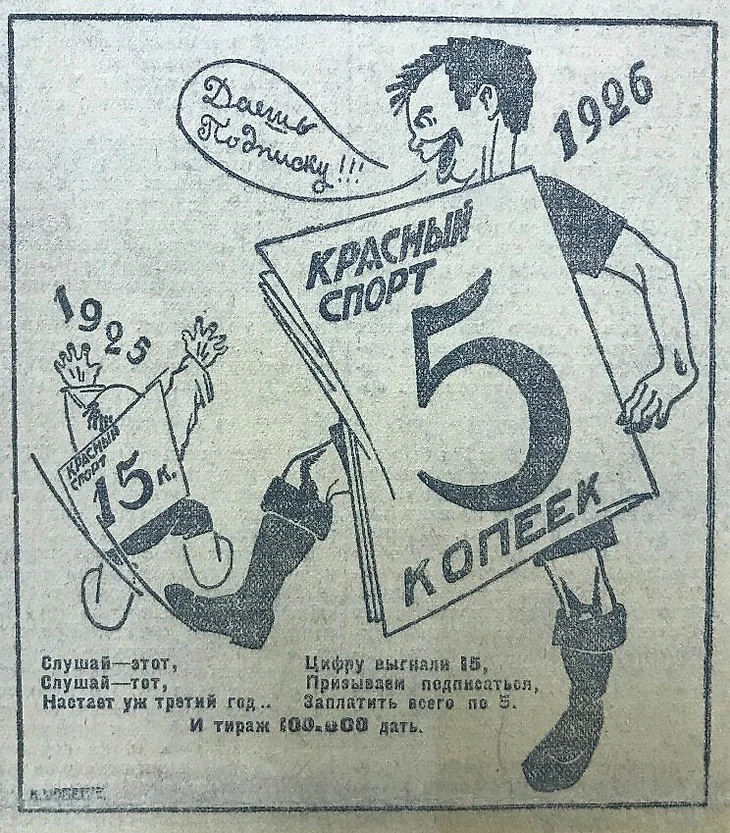 Даешь
Подписку!!!
1926
КРАСНЫЙ
СПОРТ
5
КОПЕЕК
1925
КРАСНЫЙ
СПОРТ
15 к.
Слушай—этот,
Слушай—тот,
Настает уж третий год..
Цифру выгнали 15,
Призываем подписаться,
Заплатить всего по 5.
И тираж 100.000 дать.